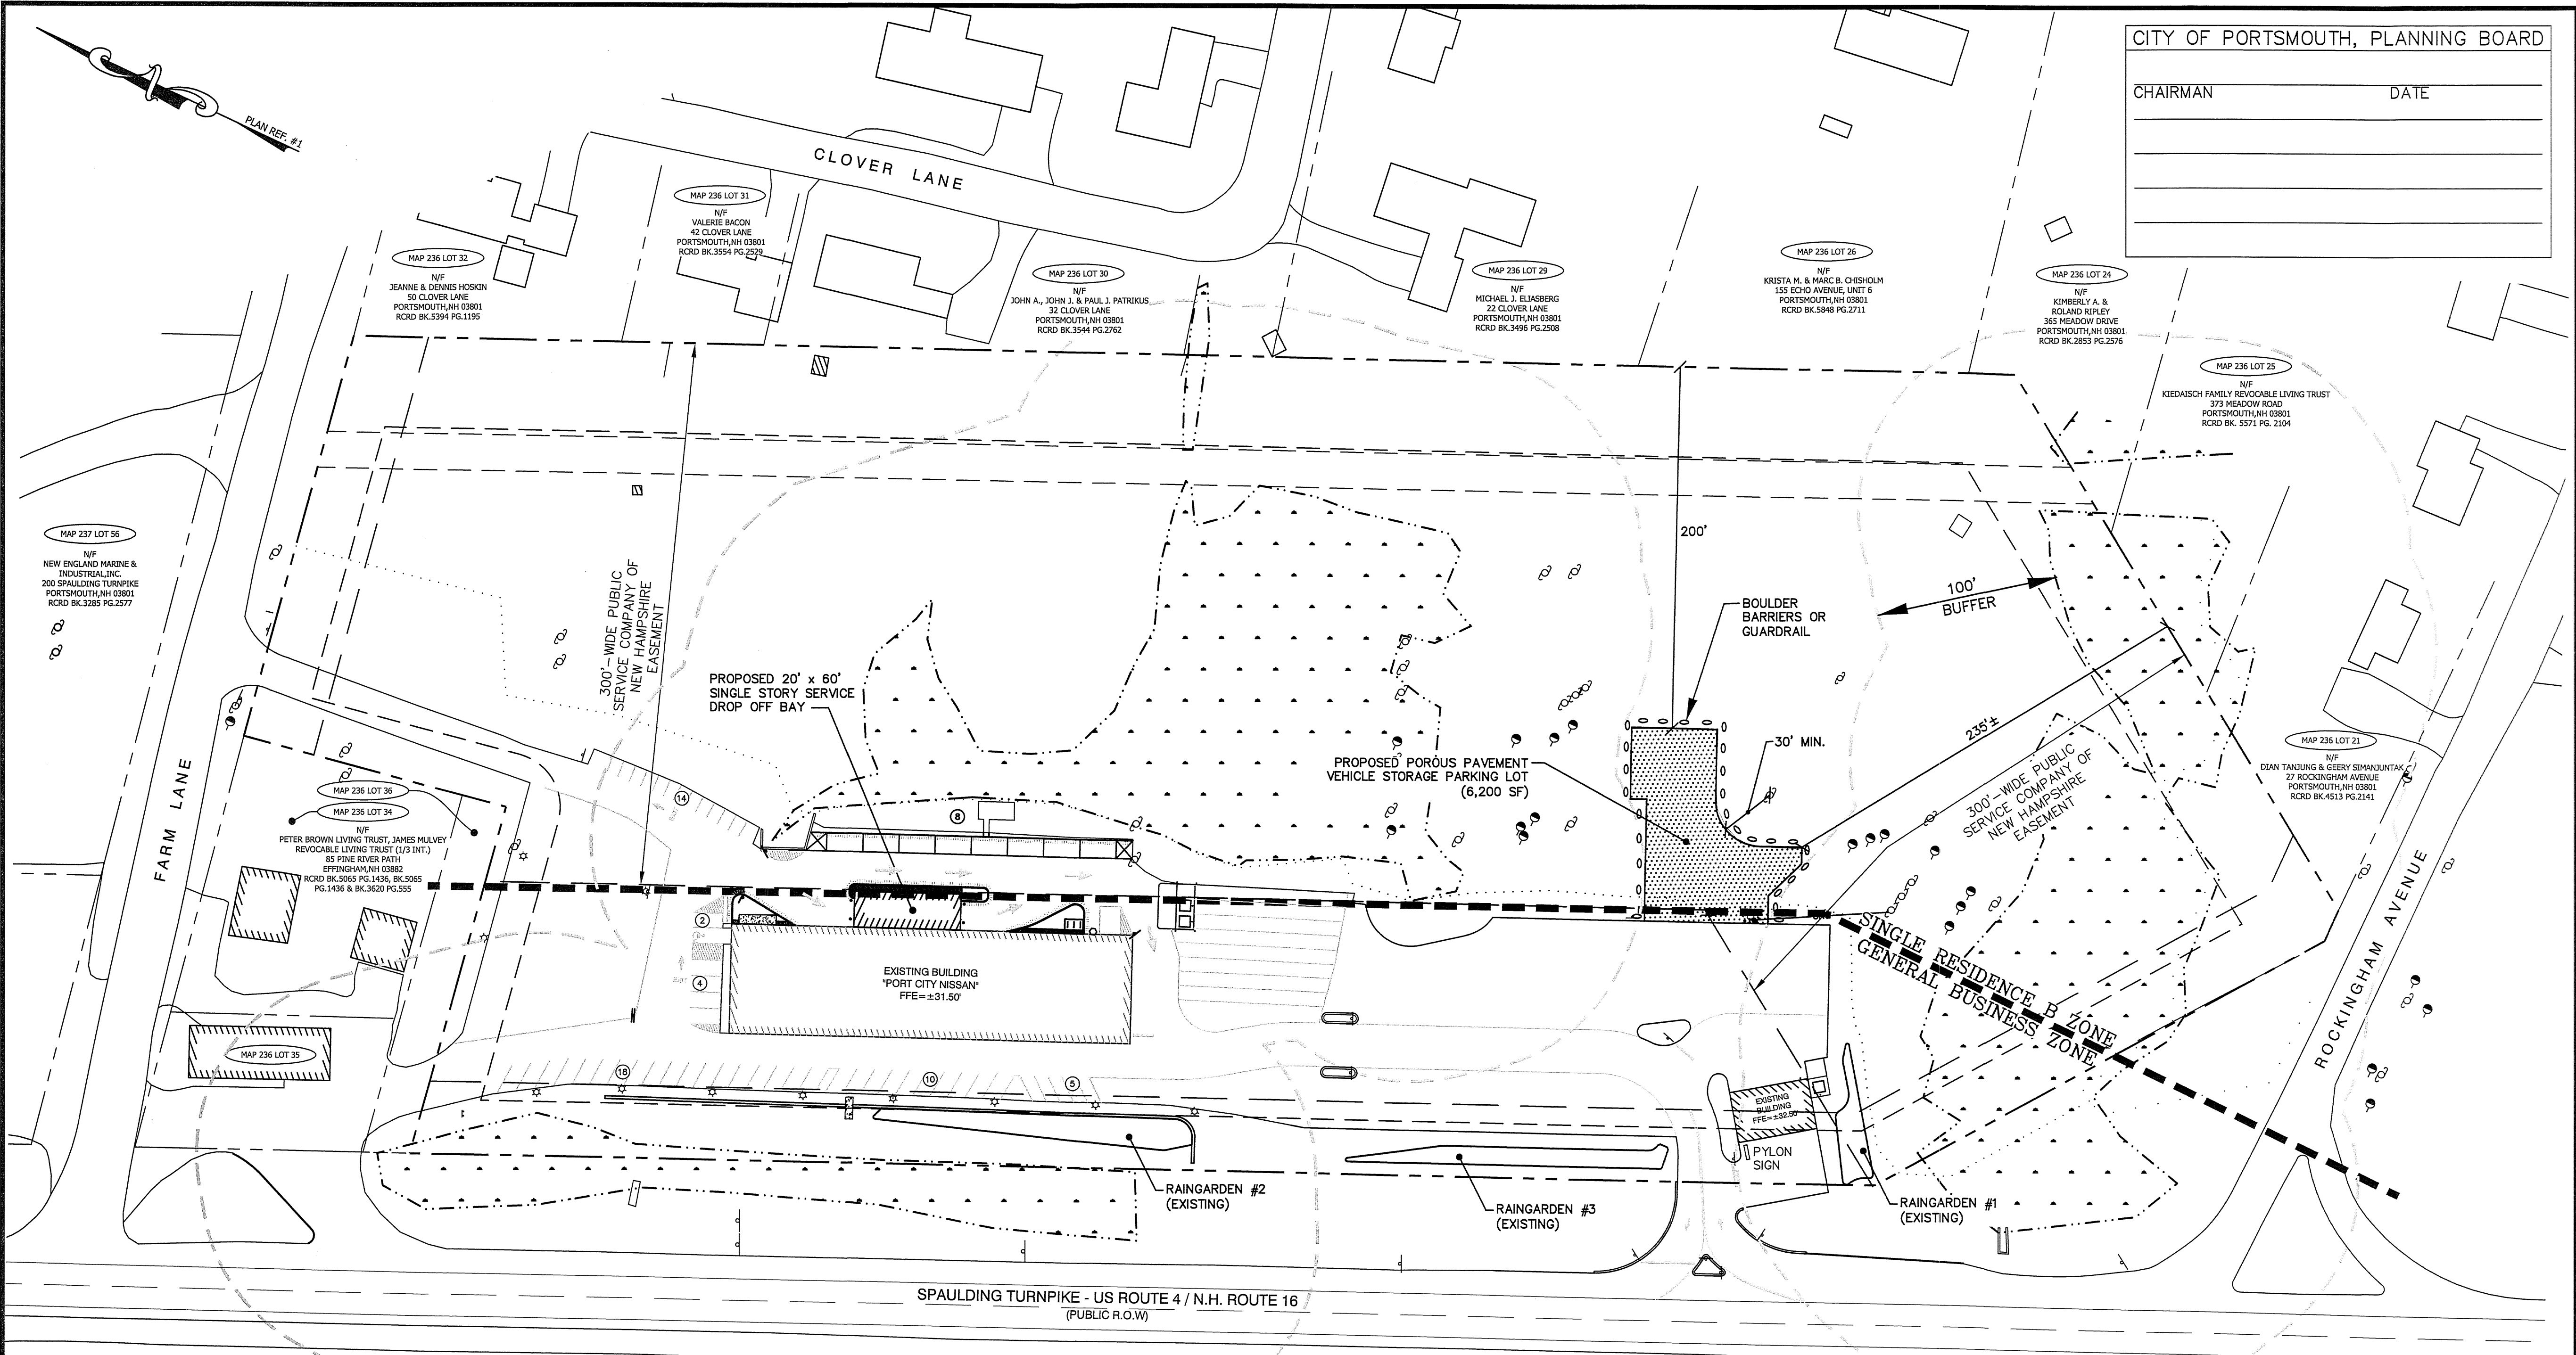 CITY OF PORTSMOUTH, PLANNING BOARD
CHAIRMAN DATE
PLAN REF. #1
CLOVER LANE
MAP 236 LOT 31
N/F
VALERIE BACON
42 CLOVER LANE
PORTSMOUTH,NH 03801
RCRD BK.3554 PG.2529
MAP 236 LOT 32
N/F
JEANNE & DENNIS HOSKIN
50 CLOVER LANE
PORTSMOUTH,NH 03801
RCRD BK.5394 PG.1195
MAP 236 LOT 30
N/F
JOHN A., JOHN J. & PAUL J. PATRIKUS
32 CLOVER LANE
PORTSMOUTH,NH 03801
RCRD BK.3544 PG.2762
MAP 236 LOT 29
N/F
MICHAEL J. ELIASBERG
22 CLOVER LANE
PORTSMOUTH,NH 03801
RCRD BK.3496 PG.2508
MAP 236 LOT 26
N/F
KRISTA M. & MARC B. CHISHOLM
155 ECHO AVENUE, UNIT 6
PORTSMOUTH,NH 03801
RCRD BK.5848 PG.2711
MAP 236 LOT 24
N/F
KIMBERLY A. &
ROLAND RIPLEY
365 MEADOW DRIVE
PORTSMOUTH,NH 03801
RCRD BK.2853 PG.2576
MAP 236 LOT 25
N/F
KIEDAISCH FAMILY REVOCABLE LIVING TRUST
373 MEADOW ROAD
PORTSMOUTH,NH 03801
RCRD BK. 5571 PG. 2104
MAP 237 LOT 56
N/F
NEW ENGLAND MARINE &
INDUSTRIAL,INC.
200 SPAULDING TURNPIKE
PORTSMOUTH,NH 03801
RCRD BK.3285 PG.2577
300'-WIDE PUBLIC
SERVICE COMPANY OF
NEW HAMPSHIRE
EASEMENT
200'
100'
BUFFER
BOULDER
BARRIERS OR
GUARDRAIL
PROPOSED 20' x 60'
SINGLE STORY SERVICE
DROP OFF BAY
30' MIN.
PROPOSED POROUS PAVEMENT
VEHICLE STORAGE PARKING LOT
(6,200 SF)
235'±
300'-WIDE PUBLIC
SERVICE COMPANY OF
NEW HAMPSHIRE
EASEMENT
MAP 236 LOT 21
N/F
DIAN TANJUNG & GEERY SIMANJUNTAK
27 ROCKINGHAM AVENUE
PORTSMOUTH,NH 03801
RCRD BK.4513 PG.2141
FARM LANE
MAP 236 LOT 36
MAP 236 LOT 34
N/F
PETER BROWN LIVING TRUST, JAMES MULVEY
REVOCABLE LIVING TRUST (1/3 INT.)
85 PINE RIVER PATH
EFFINGHAM,NH 03882
RCRD BK.5065 PG.1436, BK.5065
PG.1436 & BK.3620 PG.555
14
8
2
4
EXISTING BUILDING
"PORT CITY NISSAN"
FFE=±31.50'
SINGLE RESIDENCE B ZONE
GENERAL BUSINESS ZONE
ROCKINGHAM AVENUE
MAP 236 LOT 35
18
10
5
EXISTING
BUILDING
FFE=±32.50'
PYLON
SIGN
RAINGARDEN #2
(EXISTING)
RAINGARDEN #3
(EXISTING)
RAINGARDEN #1
(EXISTING)
SPAULDING TURNPIKE - US ROUTE 4 / N.H. ROUTE 16
(PUBLIC R.O.W)